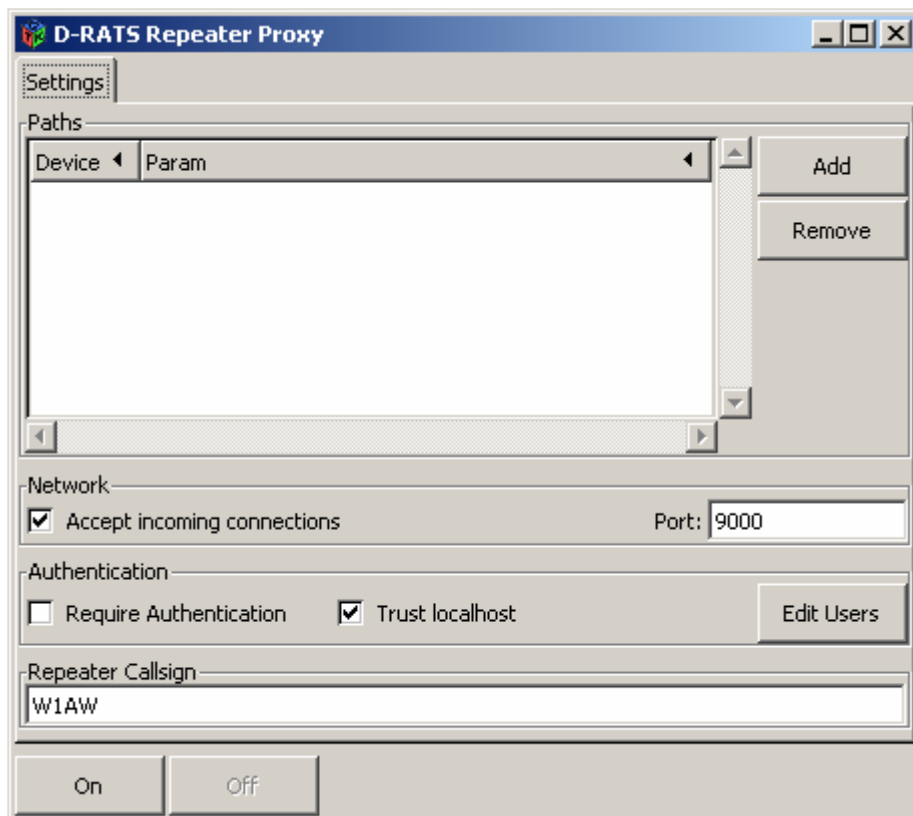 D-RATS Repeater Proxy
Settings
Paths
Device Param
Add
Remove
Network
Accept incoming connections Port: 9000
Authentication
Require Authentication Trust localhost Edit Users
Repeater Callsign
W1AW
On Off